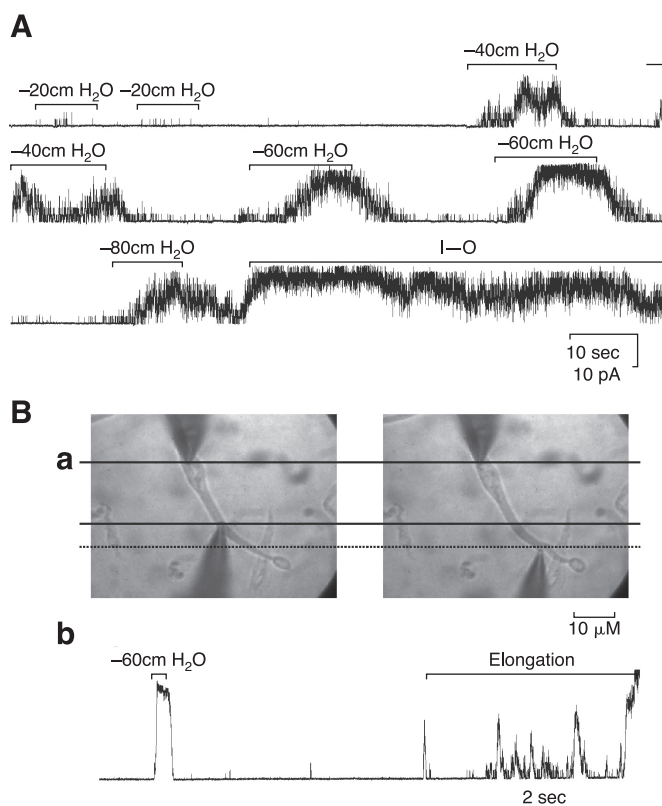 A
–40cm H₂O
–20cm H₂O –20cm H₂O
–40cm H₂O –60cm H₂O –60cm H₂O
–80cm H₂O I—O
10 sec
10 pA
B
a
10 μM
b
–60cm H₂O Elongation
2 sec